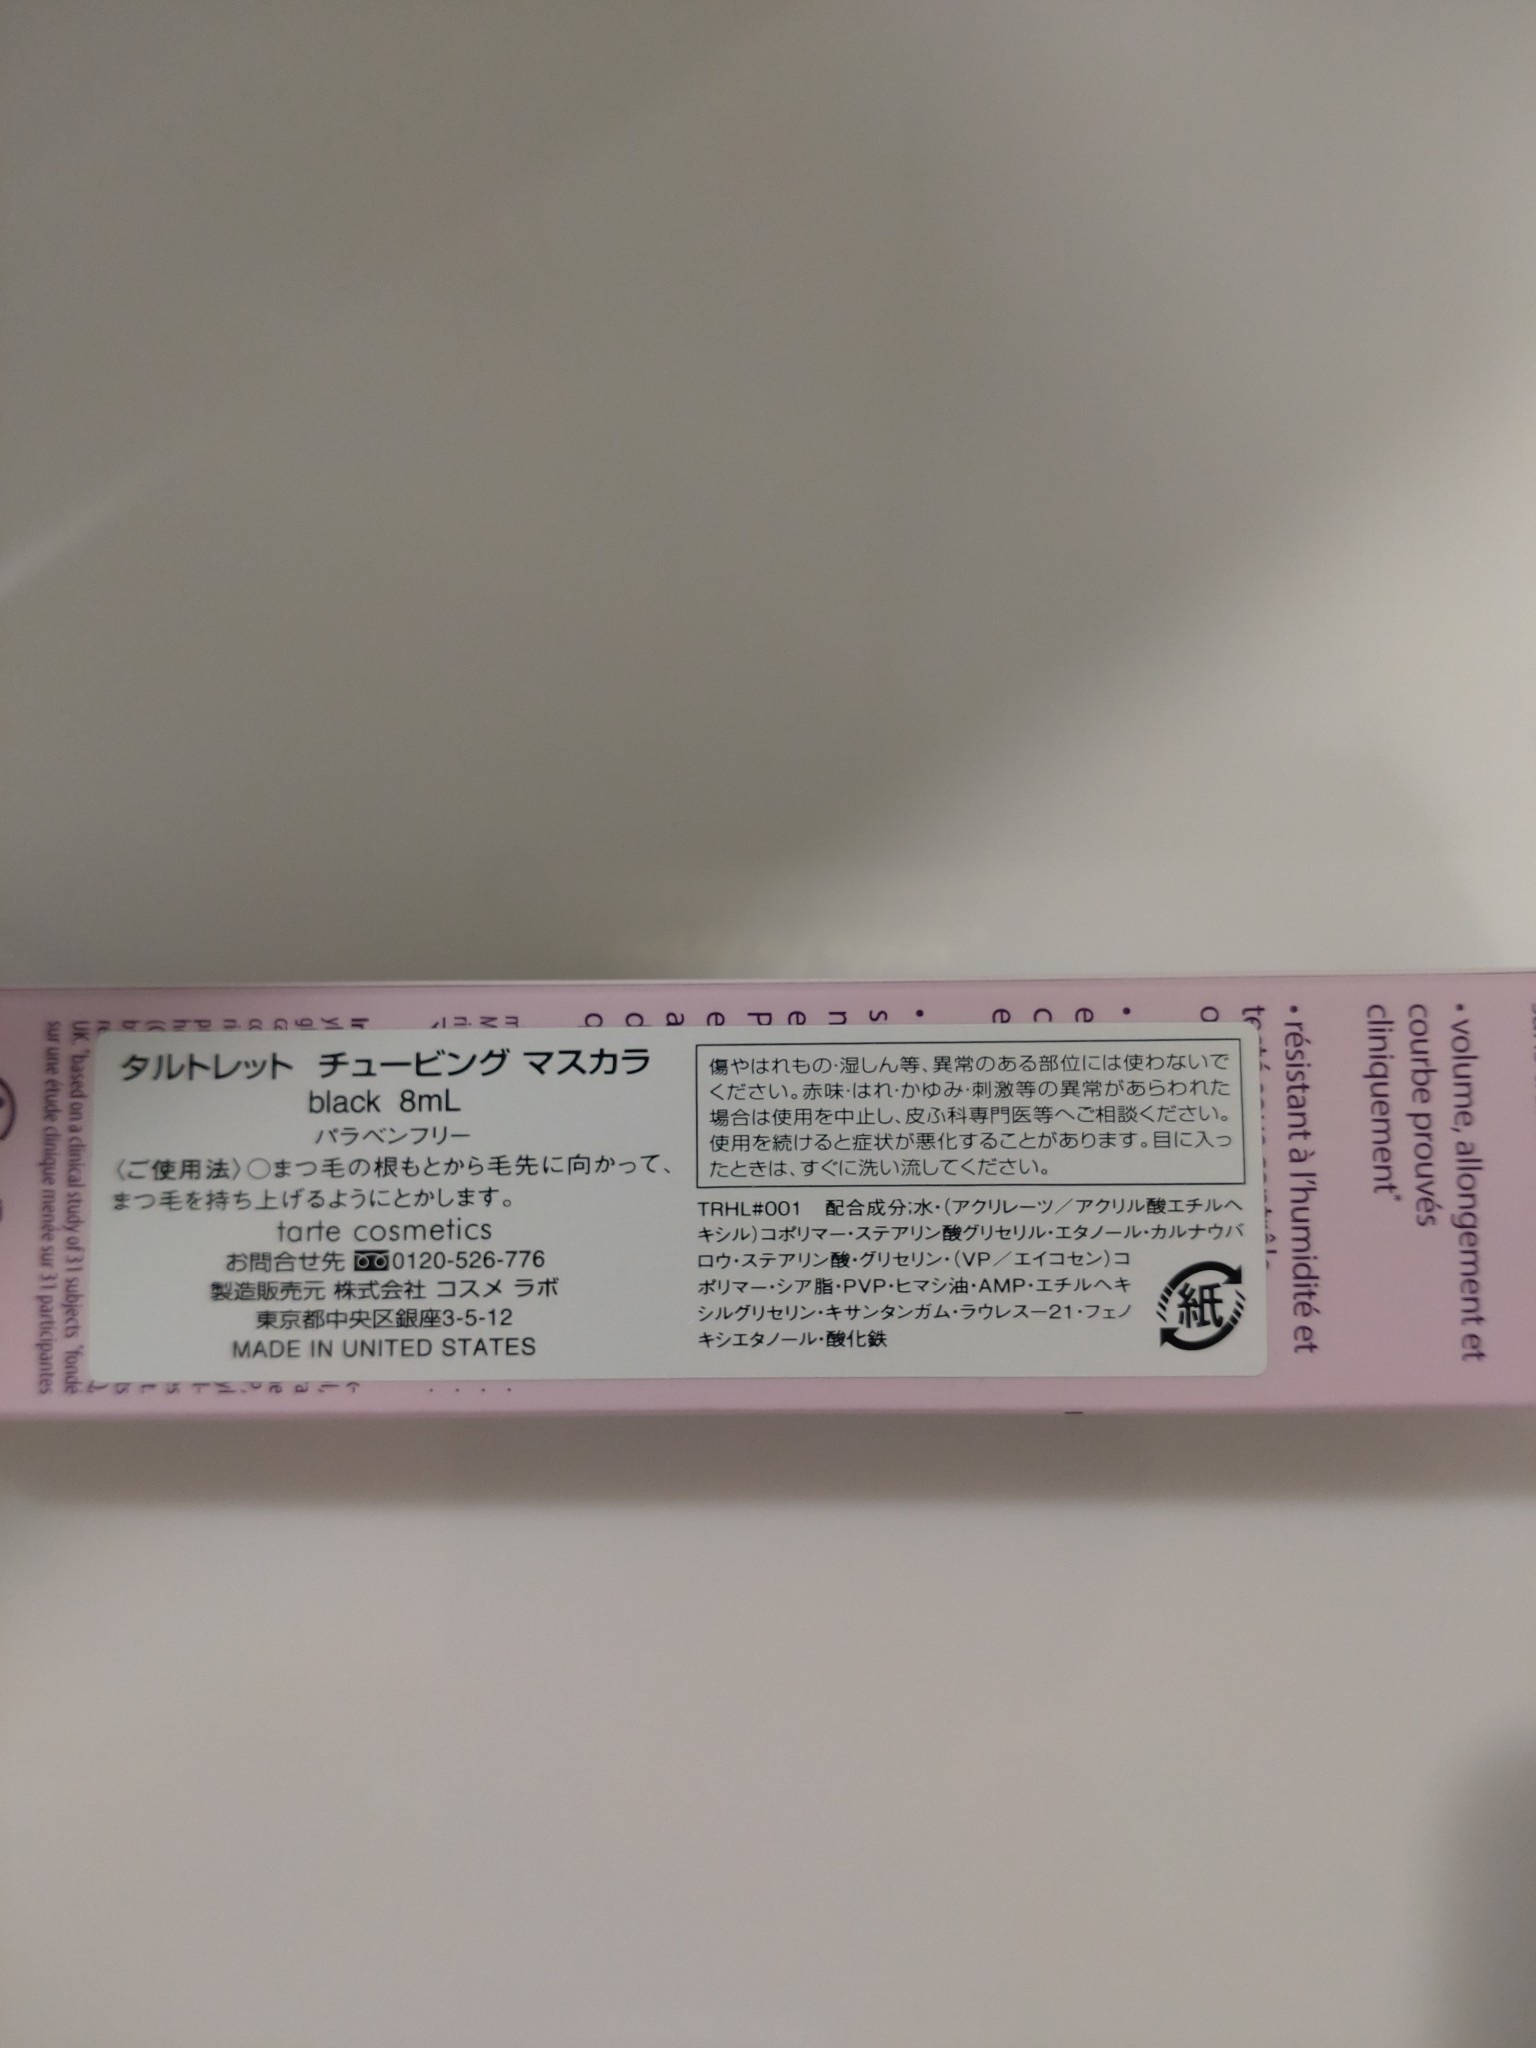 タルトレット チュービング マスカラ
black 8mL
パラベンフリー
〈ご使用法〉○まつ毛の根もとから毛先に向かって、
まつ毛を持ち上げるようにとかします。
tarte cosmetics
お問合せ先 0120-526-776
製造販売元 株式会社 コスメ ラボ
東京都中央区銀座3-5-12
MADE IN UNITED STATES
傷やはれもの・湿しん等、異常のある部位には使わないで
ください。赤味・はれ・かゆみ・刺激等の異常があらわれた
場合は使用を中止し、皮ふ科専門医等へご相談ください。
使用を続けると症状が悪化することがあります。目に入っ
たときは、すぐに洗い流してください。
TRHL#001 配合成分;水・(アクリレーツ/アクリル酸エチルヘ
キシル)コポリマー・ステアリン酸グリセリル・エタノール・カルナウバ
ロウ・ステアリン酸・グリセリン・(VP/エイコセン)コ
ポリマー・シア脂・PVP・ヒマシ油・AMP・エチルヘキ
シルグリセリン・キサンタンガム・ラウレス-21・フェノ
キシエタノール・酸化鉄
紙
• volume, allongement et
courbe prouvés
cliniquement*
• résistant à l'humidité et
UK. *based on a clinical study of 31 subjects *fondé
sur une étude clinique menée sur 31 participantes